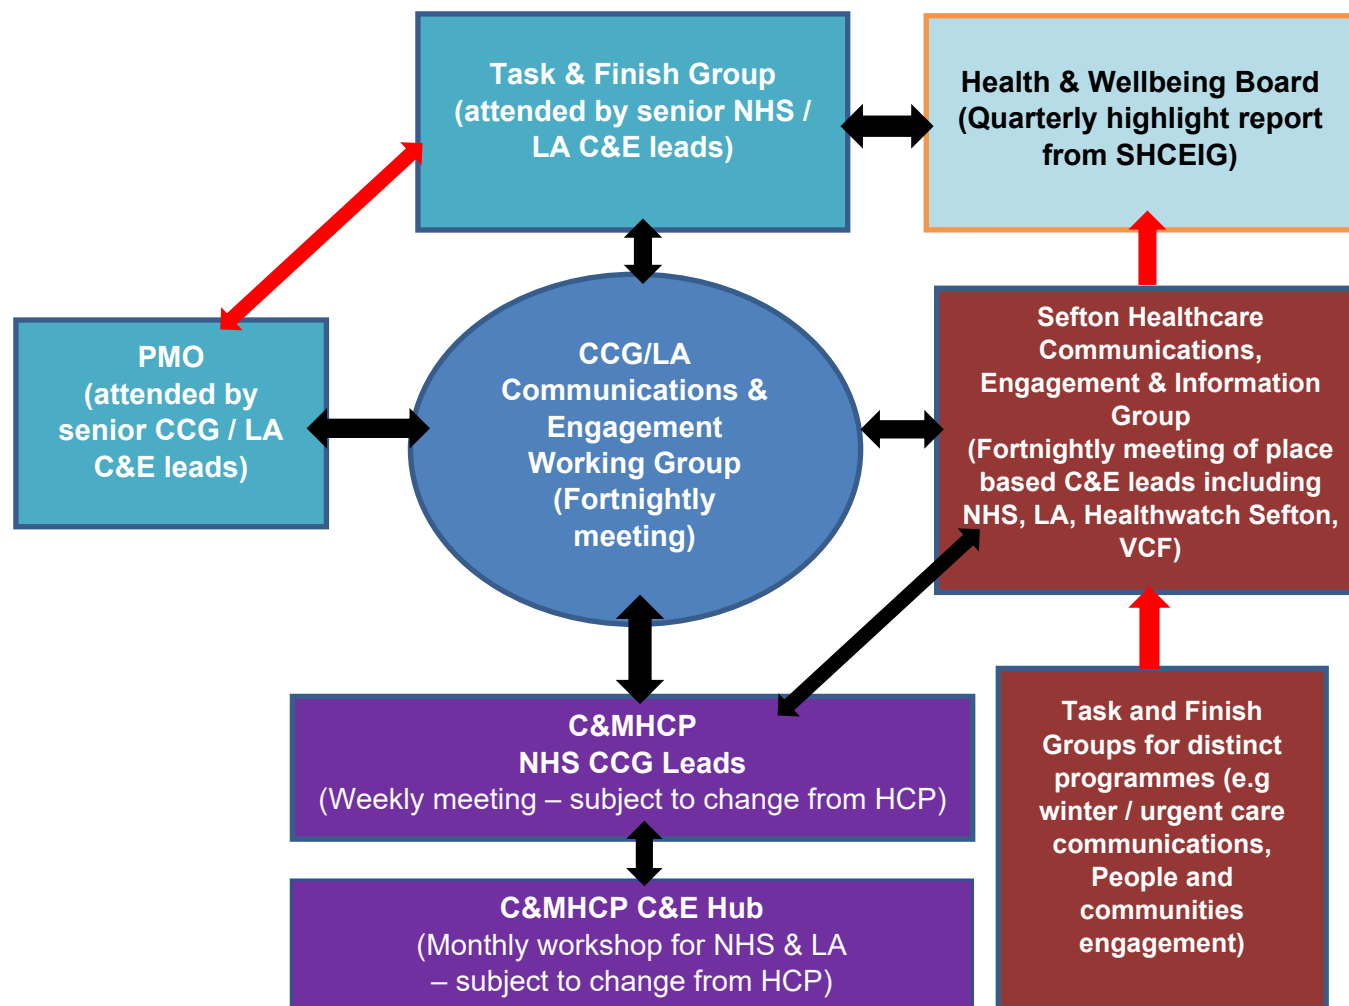 Task & Finish Group
(attended by senior NHS /
LA C&E leads)
Health & Wellbeing Board
(Quarterly highlight report
from SHCEIG)
PMO
(attended by
senior CCG / LA
C&E leads)
CCG/LA
Communications &
Engagement
Working Group
(Fortnightly
meeting)
Sefton Healthcare
Communications,
Engagement & Information
Group
(Fortnightly meeting of place
based C&E leads including
NHS, LA, Healthwatch Sefton,
VCF)
C&MHCP
NHS CCG Leads
(Weekly meeting – subject to change from HCP)
Task and Finish
Groups for distinct
programmes (e.g
winter / urgent care
communications,
People and
communities
engagement)
C&MHCP C&E Hub
(Monthly workshop for NHS & LA
– subject to change from HCP)